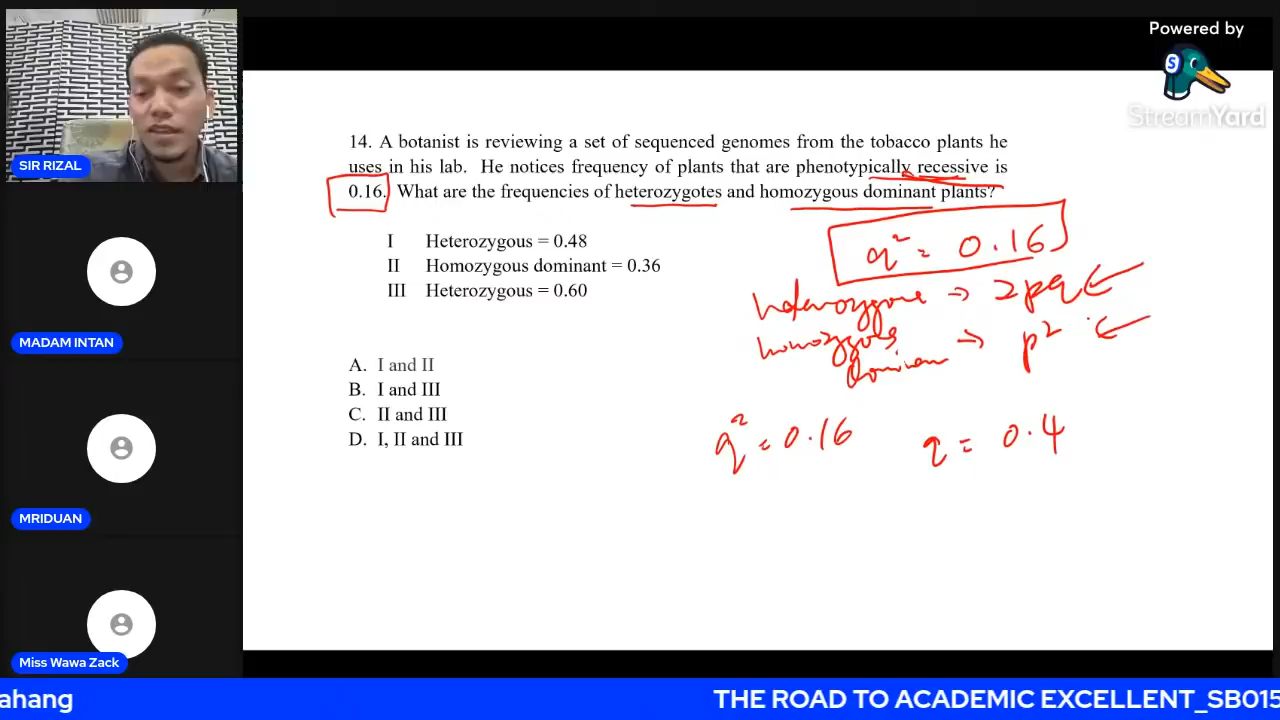 Powered by
S
StreamYard
SIR RIZAL
MADAM INTAN
MRIDUAN
Miss Wawa Zack
14. A botanist is reviewing a set of sequenced genomes from the tobacco plants he
uses in his lab. He notices frequency of plants that are phenotypically recessive is
0.16. What are the frequencies of heterozygotes and homozygous dominant plants?
I Heterozygous = 0.48
II Homozygous dominant = 0.36
III Heterozygous = 0.60
A. I and II
B. I and III
C. II and III
D. I, II and III
q² = 0.16
heterozygous → 2pq ←
homozygous
dominan → p² ←
q² = 0.16 q = 0.4
ahang THE ROAD TO ACADEMIC EXCELLENT_SB015